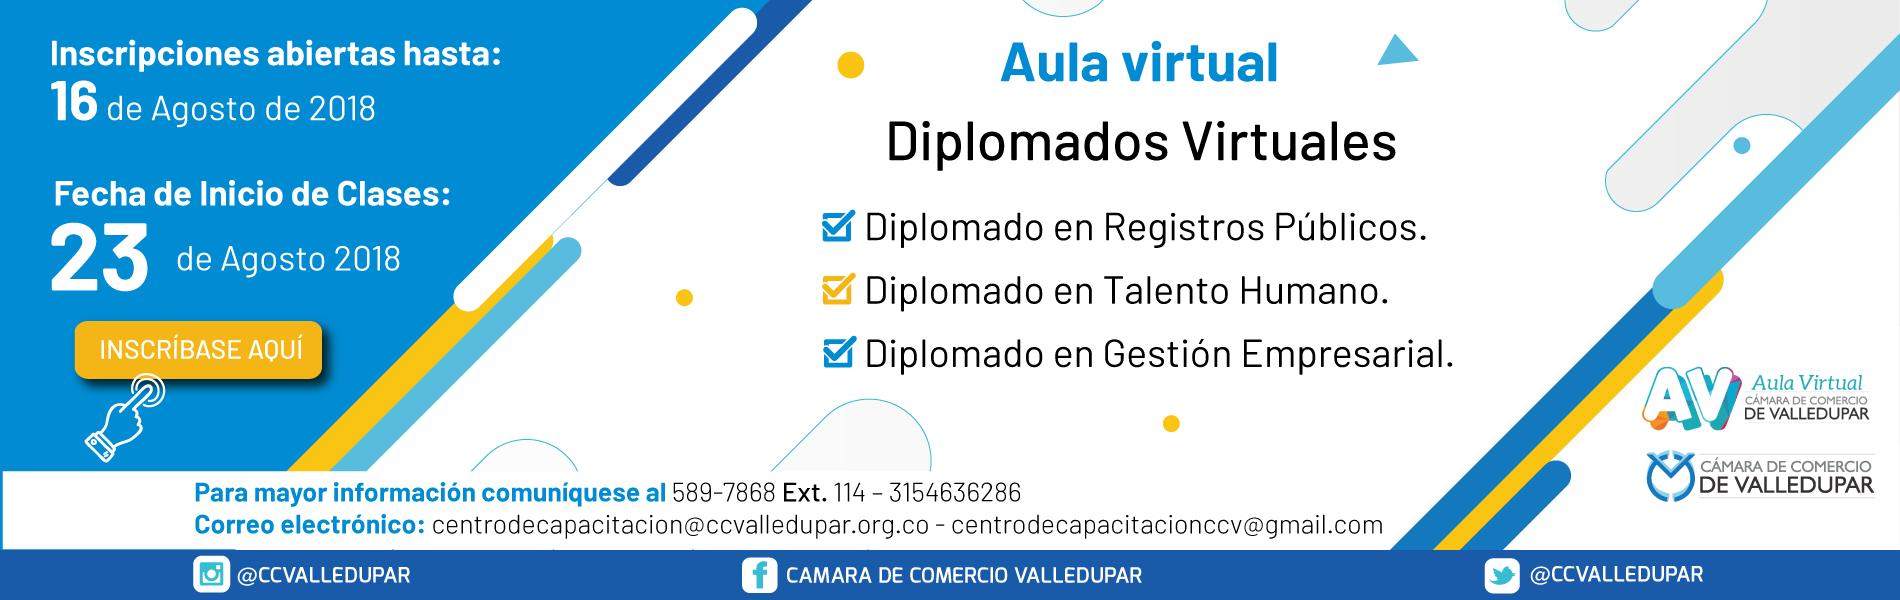 Inscripciones abiertas hasta:
16 de Agosto de 2018
Fecha de Inicio de Clases:
23 de Agosto 2018
INSCRÍBASE AQUÍ
Aula virtual
Diplomados Virtuales
Diplomado en Registros Públicos.
Diplomado en Talento Humano.
Diplomado en Gestión Empresarial.
AV Aula Virtual
CÁMARA DE COMERCIO
DE VALLEDUPAR
CÁMARA DE COMERCIO
DE VALLEDUPAR
Para mayor información comuníquese al 589-7868 Ext. 114 – 3154636286
Correo electrónico: centrodecapacitacion@ccvalledupar.org.co - centrodecapacitacionccv@gmail.com
@CCVALLEDUPAR
CAMARA DE COMERCIO VALLEDUPAR
@CCVALLEDUPAR